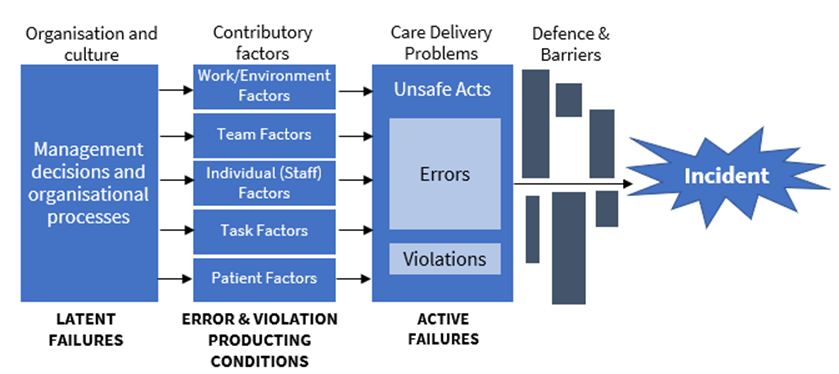 Organisation and
culture
Contributory
factors
Care Delivery
Problems
Defence &
Barriers
Management
decisions and
organisational
processes
Work/Environment
Factors
Team Factors
Individual (Staff)
Factors
Task Factors
Patient Factors
Unsafe Acts
Errors
Violations
Incident
LATENT
FAILURES
ERROR & VIOLATION
PRODUCTING
CONDITIONS
ACTIVE
FAILURES